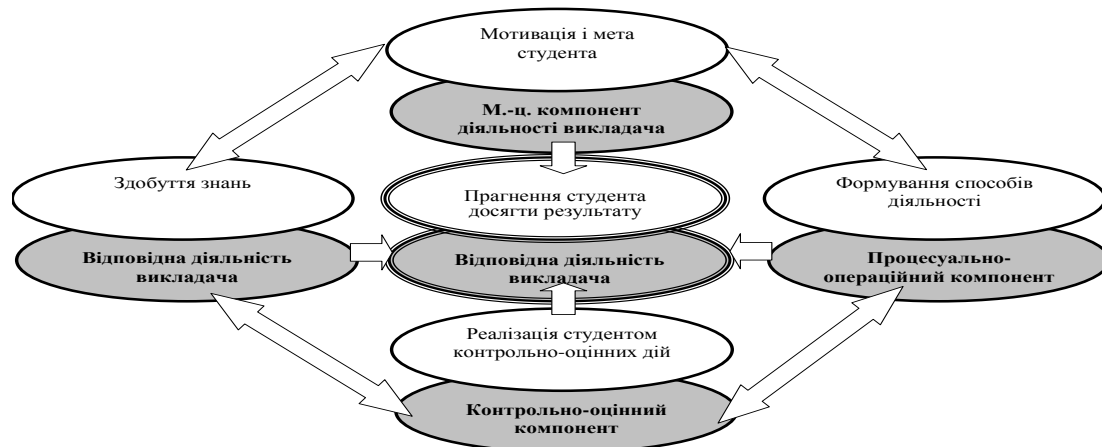 Мотивація і мета
студента
М.-ц. компонент
діяльності викладача
Здобуття знань
Прагнення студента
досягти результату
Формування способів
діяльності
Відповідна діяльність
викладача
Відповідна діяльність
викладача
Процесуально-
операційний компонент
Реалізація студентом
контрольно-оцінних дій
Контрольно-оцінний
компонент